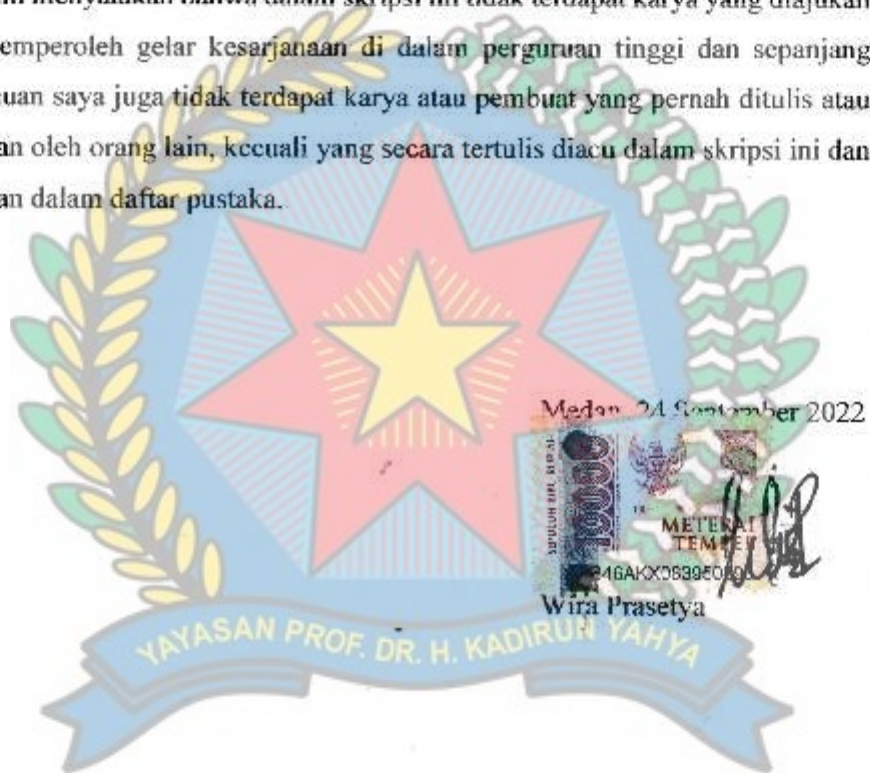 menyatakan bahwa dalam skripsi ini tidak terdapat karya yang diajukan
emperoleh gelar kesarjanaan di dalam perguruan tinggi dan sepanjang
uan saya juga tidak terdapat karya atau pembuat yang pernah ditulis atau
an oleh orang lain, kecuali yang secara tertulis diacu dalam skripsi ini dan
an dalam daftar pustaka.
Medan, 24 September 2022
10000
METERAI
TEMPEL
Wira Prasetya
YAYASAN PROF. DR. H. KADIRUN YAHYA